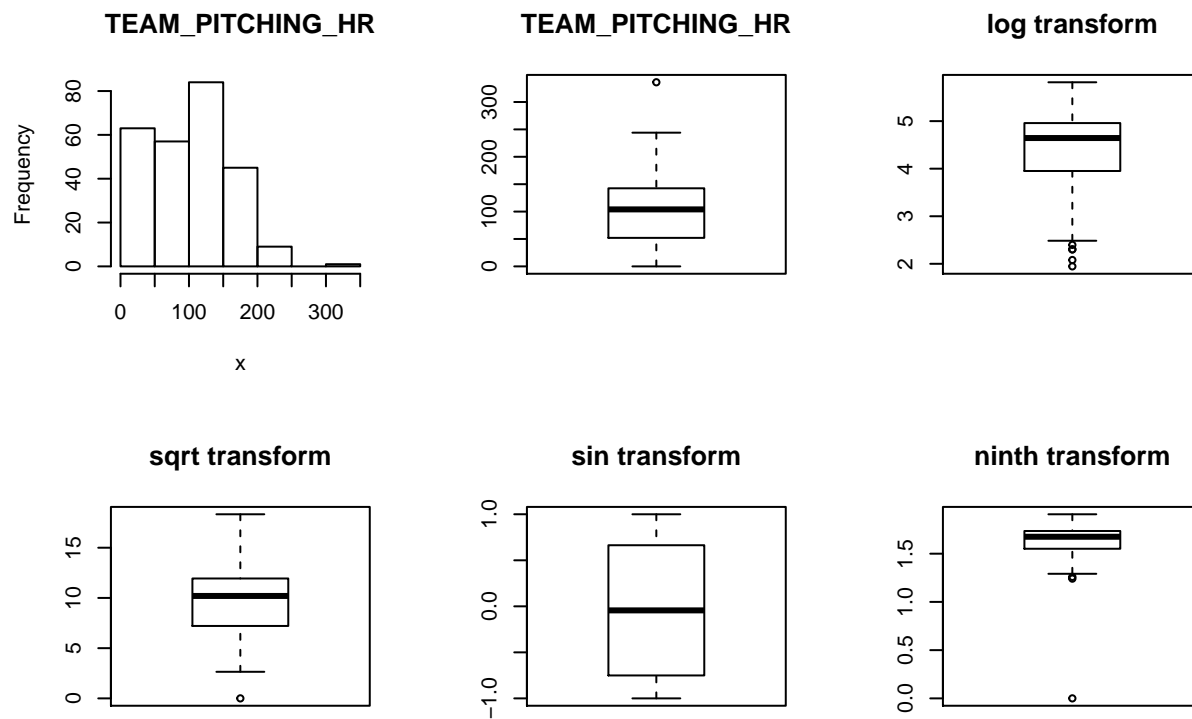 TEAM_PITCHING_HR
Frequency
0 20 40 60 80
0 100 200 300
x
TEAM_PITCHING_HR
0 100 200 300
log transform
2 3 4 5
sqrt transform
0 5 10 15
sin transform
−1.0 0.0 1.0
ninth transform
0.0 0.5 1.0 1.5